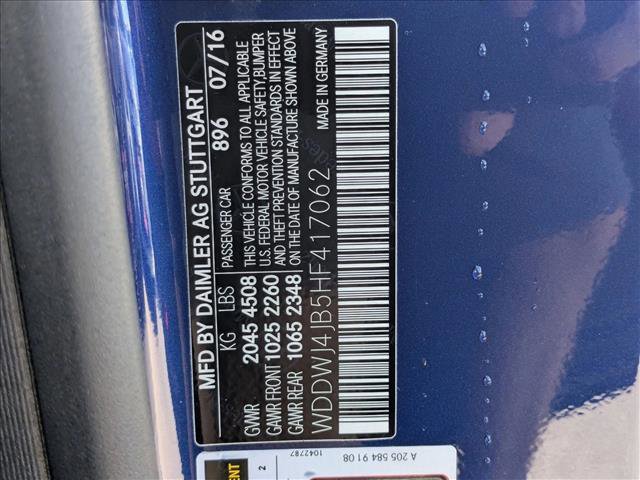 MFD BY DAIMLER AG STUTTGART
PASSENGER CAR 896 07/16
KG LBS
GVWR 2045 4508
GAWR FRONT 1025 2260
GAWR REAR 1065 2348
THIS VEHICLE CONFORMS TO ALL APPLICABLE
U.S. FEDERAL MOTOR VEHICLE SAFETY,BUMPER
AND THEFT PREVENTION STANDARDS IN EFFECT
ON THE DATE OF MANUFACTURE SHOWN ABOVE
WDDWJ4JB5HF417062 MADE IN GERMANY
2
1042787
A 205 584 91 08